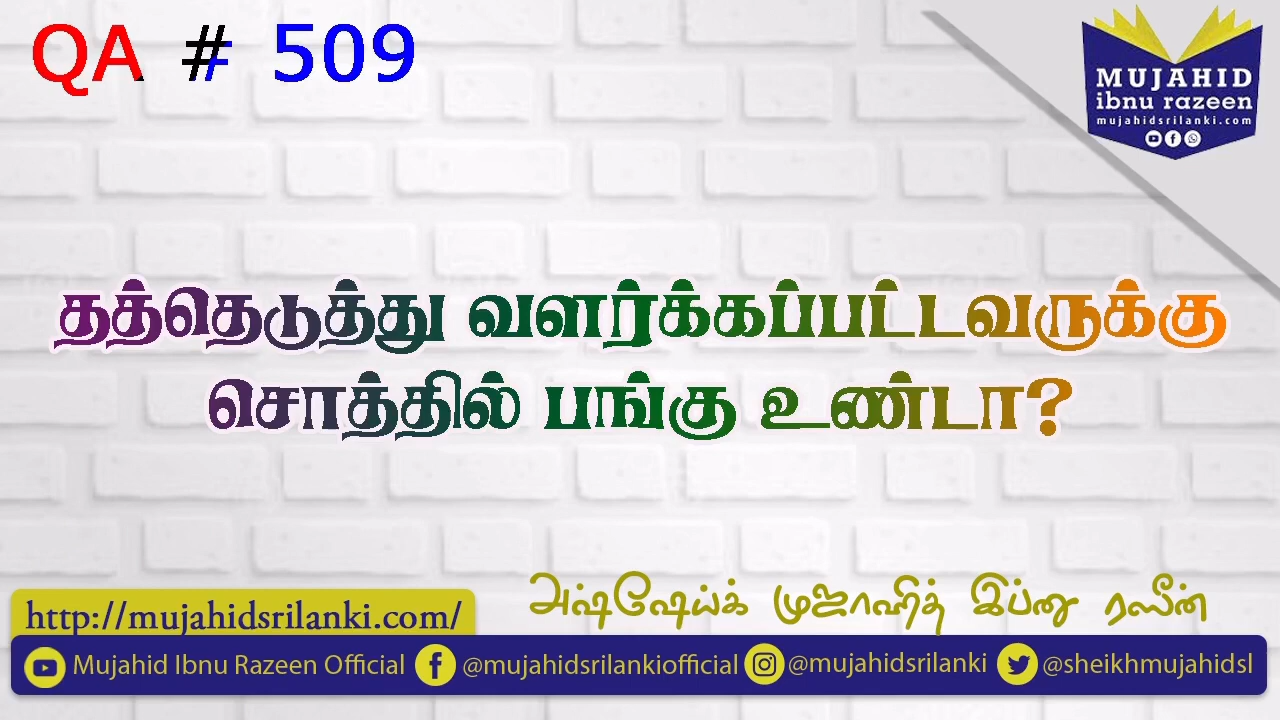 QA # 509
MUJAHID
ibnu razeen
mujahidsrilanki.com
தத்தெடுத்து வளர்க்கப்பட்டவருக்கு
சொத்தில் பங்கு உண்டா?
அஷ்ஷேய்க் முஜாஹித் இப்னு ரஸீன்
http://mujahidsrilanki.com/
Mujahid Ibnu Razeen Official @mujahidsrilankiofficial @mujahidsrilanki @sheikhmujahidsl